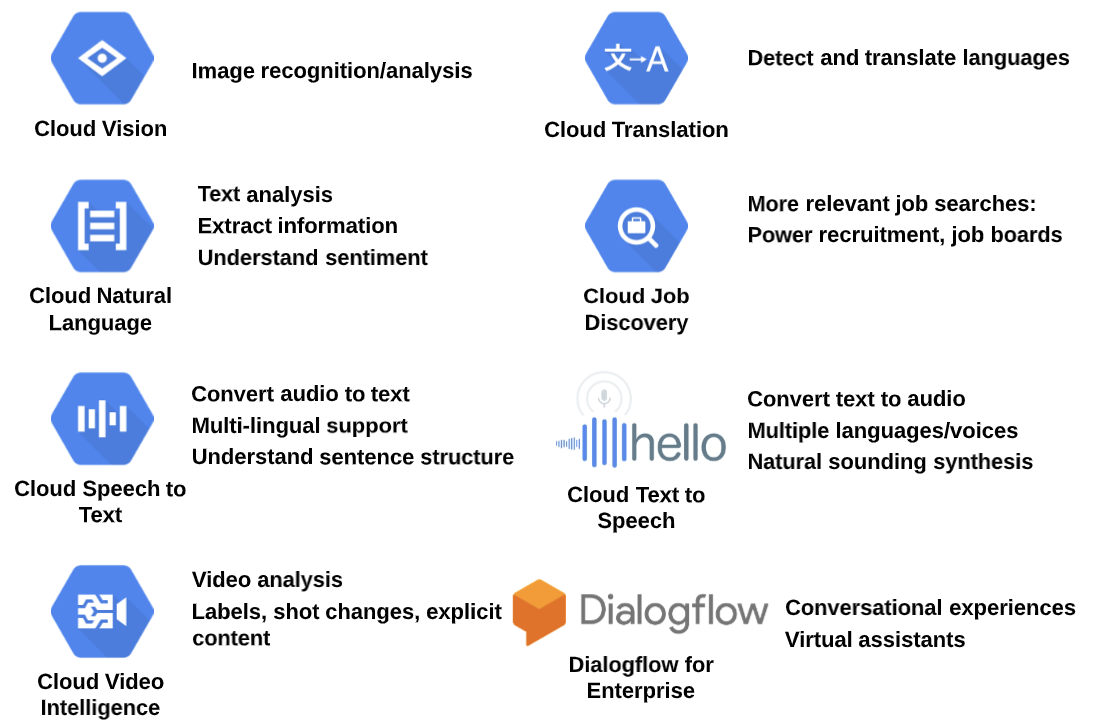 Image recognition/analysis
Cloud Vision
文→A
Detect and translate languages
Cloud Translation
Text analysis
Extract information
Understand sentiment
Cloud Natural
Language
More relevant job searches:
Power recruitment, job boards
Cloud Job
Discovery
Convert audio to text
Multi-lingual support
Understand sentence structure
Cloud Speech to
Text
hello
Convert text to audio
Multiple languages/voices
Natural sounding synthesis
Cloud Text to
Speech
Video analysis
Labels, shot changes, explicit
content
Cloud Video
Intelligence
Dialogflow
Conversational experiences
Virtual assistants
Dialogflow for
Enterprise